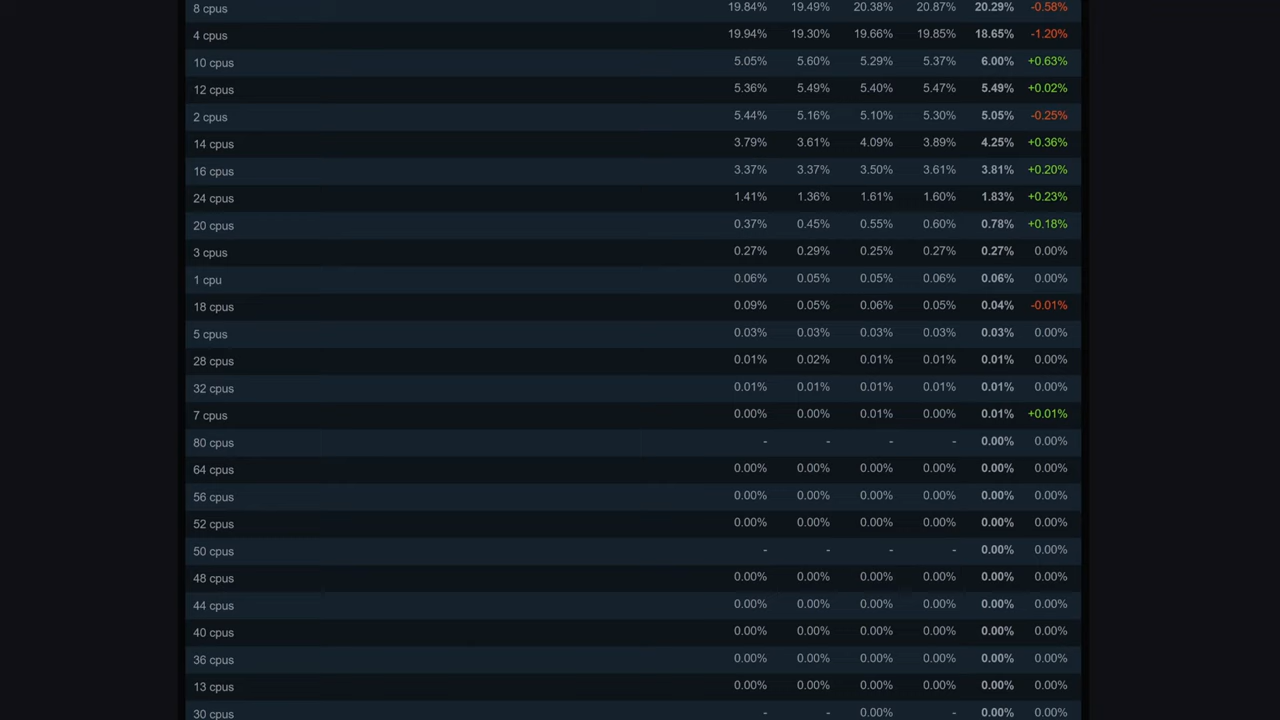 8 cpus 19.84% 19.49% 20.38% 20.87% 20.29% -0.58%
4 cpus 19.94% 19.30% 19.66% 19.85% 18.65% -1.20%
10 cpus 5.05% 5.60% 5.29% 5.37% 6.00% +0.63%
12 cpus 5.36% 5.49% 5.40% 5.47% 5.49% +0.02%
2 cpus 5.44% 5.16% 5.10% 5.30% 5.05% -0.25%
14 cpus 3.79% 3.61% 4.09% 3.89% 4.25% +0.36%
16 cpus 3.37% 3.37% 3.50% 3.61% 3.81% +0.20%
24 cpus 1.41% 1.36% 1.61% 1.60% 1.83% +0.23%
20 cpus 0.37% 0.45% 0.55% 0.60% 0.78% +0.18%
3 cpus 0.27% 0.29% 0.25% 0.27% 0.27% 0.00%
1 cpu 0.06% 0.05% 0.05% 0.06% 0.06% 0.00%
18 cpus 0.09% 0.05% 0.06% 0.05% 0.04% -0.01%
5 cpus 0.03% 0.03% 0.03% 0.03% 0.03% 0.00%
28 cpus 0.01% 0.02% 0.01% 0.01% 0.01% 0.00%
32 cpus 0.01% 0.01% 0.01% 0.01% 0.01% 0.00%
7 cpus 0.00% 0.00% 0.01% 0.00% 0.01% +0.01%
80 cpus - - - - 0.00% 0.00%
64 cpus 0.00% 0.00% 0.00% 0.00% 0.00% 0.00%
56 cpus 0.00% 0.00% 0.00% 0.00% 0.00% 0.00%
52 cpus 0.00% 0.00% 0.00% 0.00% 0.00% 0.00%
50 cpus - - - - 0.00% 0.00%
48 cpus 0.00% 0.00% 0.00% 0.00% 0.00% 0.00%
44 cpus 0.00% 0.00% 0.00% 0.00% 0.00% 0.00%
40 cpus 0.00% 0.00% 0.00% 0.00% 0.00% 0.00%
36 cpus 0.00% 0.00% 0.00% 0.00% 0.00% 0.00%
13 cpus 0.00% 0.00% 0.00% 0.00% 0.00% 0.00%
30 cpus - - 0.00% - 0.00% 0.00%